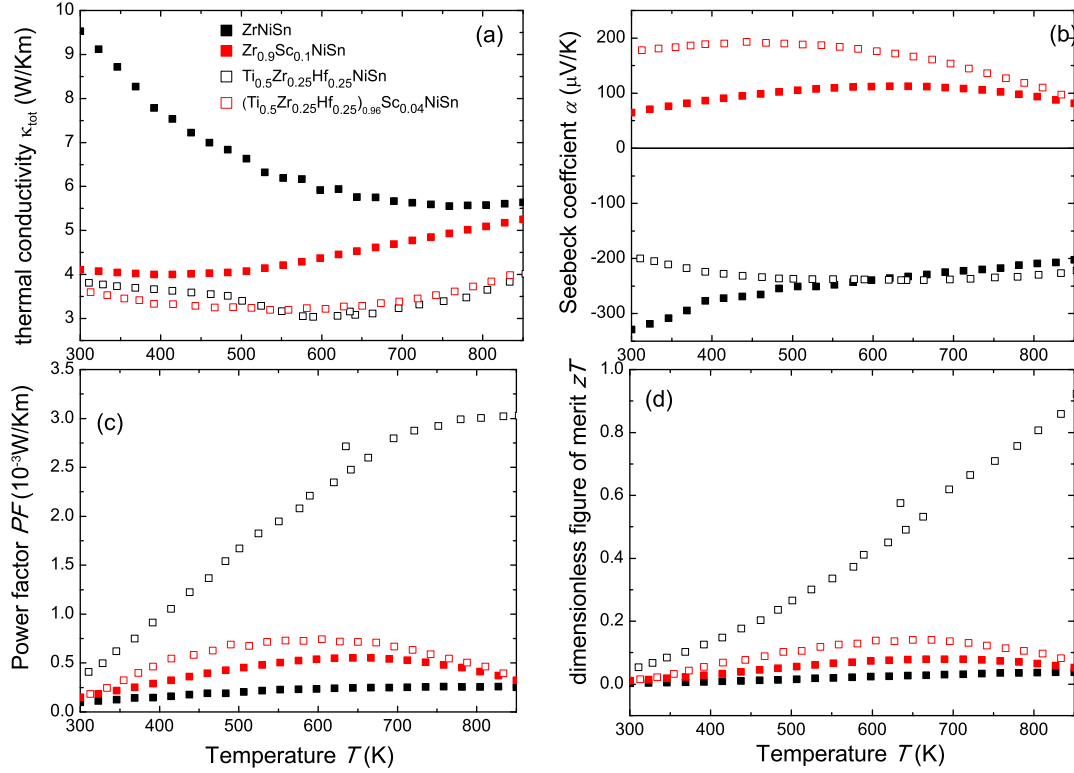 (a)
ZrNiSn
Zr0.9Sc0.1NiSn
Ti0.5Zr0.25Hf0.25NiSn
(Ti0.5Zr0.25Hf0.25)0.96Sc0.04NiSn
thermal conductivity κtot (W/Km)
10
9
8
7
6
5
4
3
300 400 500 600 700 800
(b)
Seebeck coeffcient α (µV/K)
200
100
0
-100
-200
-300
300 400 500 600 700 800
(c)
Power factor PF (10-3W/Km)
3.5
3.0
2.5
2.0
1.5
1.0
0.5
0.0
300 400 500 600 700 800
Temperature T (K)
(d)
dimensionless figure of merit zT
1.0
0.8
0.6
0.4
0.2
0.0
300 400 500 600 700 800
Temperature T (K)